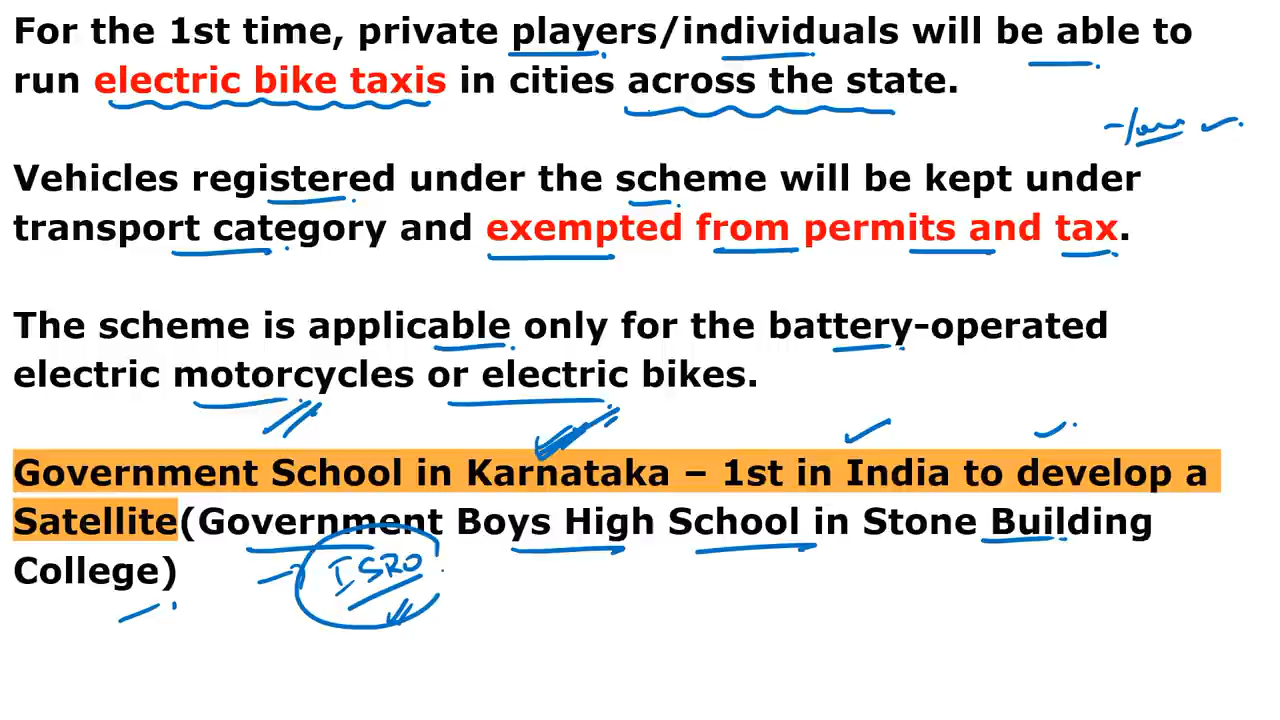 For the 1st time, private players/individuals will be able to
run electric bike taxis in cities across the state.
Vehicles registered under the scheme will be kept under
transport category and exempted from permits and tax.
The scheme is applicable only for the battery-operated
electric motorcycles or electric bikes.
Government School in Karnataka – 1st in India to develop a
Satellite(Government Boys High School in Stone Building
College)
ISRO